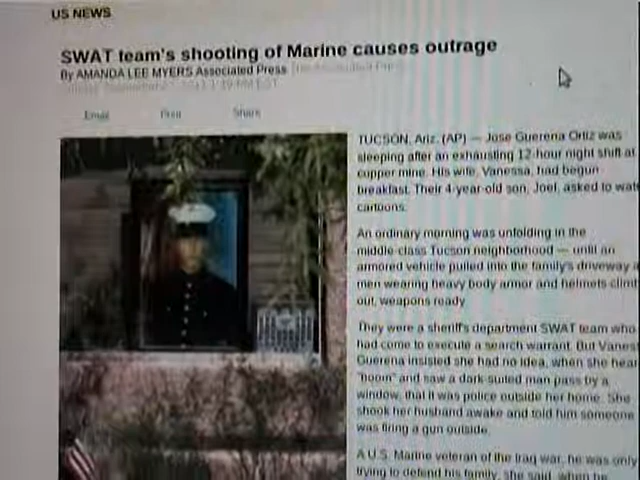 US NEWS
SWAT team's shooting of Marine causes outrage
By AMANDA LEE MYERS Associated Press
Email Print Share
TUCSON, Ariz. (AP) — Jose Guerena Ortiz was
sleeping after an exhausting 12-hour night shift at
copper mine. His wife, Vanessa, had begun
breakfast. Their 4-year-old son, Joel, asked to wat
cartoons.
An ordinary morning was unfolding in the
middle-class Tucson neighborhood — until an
armored vehicle pulled into the family's driveway a
men wearing heavy body armor and helmets climb
out, weapons ready.
They were a sheriff's department SWAT team who
had come to execute a search warrant. But Vaness
Guerena insisted she had no idea, when she hear
"boom" and saw a dark-suited man pass by a
window, that it was police outside her home. She
shook her husband awake and told him someone
was firing a gun outside.
A U.S. Marine veteran of the Iraq war, he was only
trying to defend his family, she said, when he